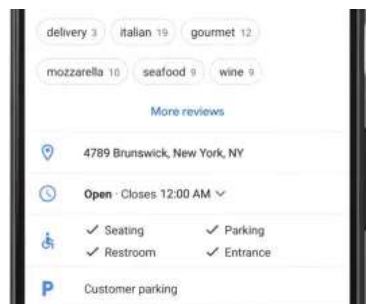 delivery 3 italian 19 gourmet 12
mozzarella 10 seafood 9 wine 9
More reviews
4789 Brunswick, New York, NY
Open · Closes 12:00 AM
✓ Seating ✓ Parking
✓ Restroom ✓ Entrance
P Customer parking